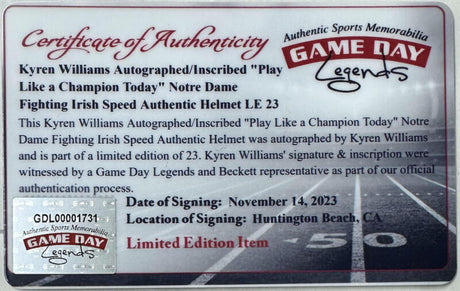 Certificate of Authenticity
Authentic Sports Memorabilia
GAME DAY
Legends
Kyren Williams Autographed/Inscribed "Play
Like a Champion Today" Notre Dame
Fighting Irish Speed Authentic Helmet LE 23
This Kyren Williams Autographed/Inscribed "Play Like a Champion Today" Notre
Dame Fighting Irish Speed Authentic Helmet was autographed by Kyren Williams
and is part of a limited edition of 23. Kyren Williams' signature & inscription were
witnessed by a Game Day Legends and Beckett representative as part of our official
authentication process.
Date of Signing: November 14, 2023
Location of Signing: Huntington Beach, CA
Limited Edition Item
GDL00001731
Authentic Sports Memorabilia
GAME DAY
Legends
50